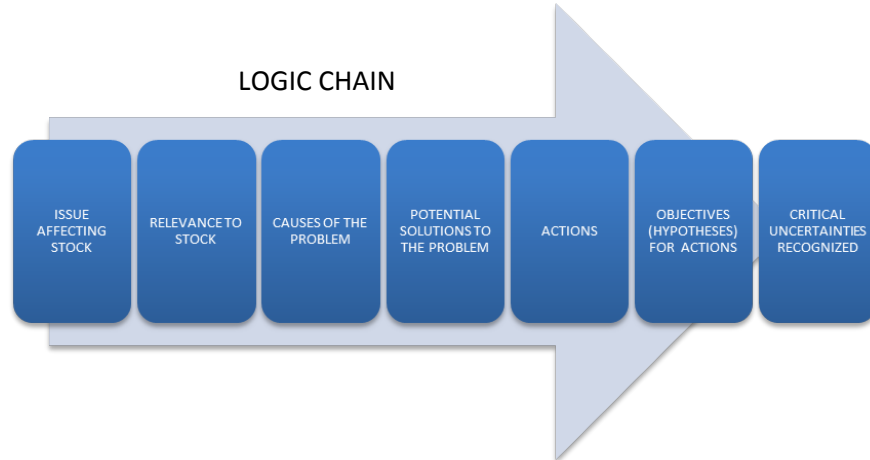 LOGIC CHAIN
ISSUE
AFFECTING
STOCK
RELEVANCE TO
STOCK
CAUSES OF THE
PROBLEM
POTENTIAL
SOLUTIONS TO
THE PROBLEM
ACTIONS
OBJECTIVES
(HYPOTHESES)
FOR ACTIONS
CRITICAL
UNCERTAINTIES
RECOGNIZED